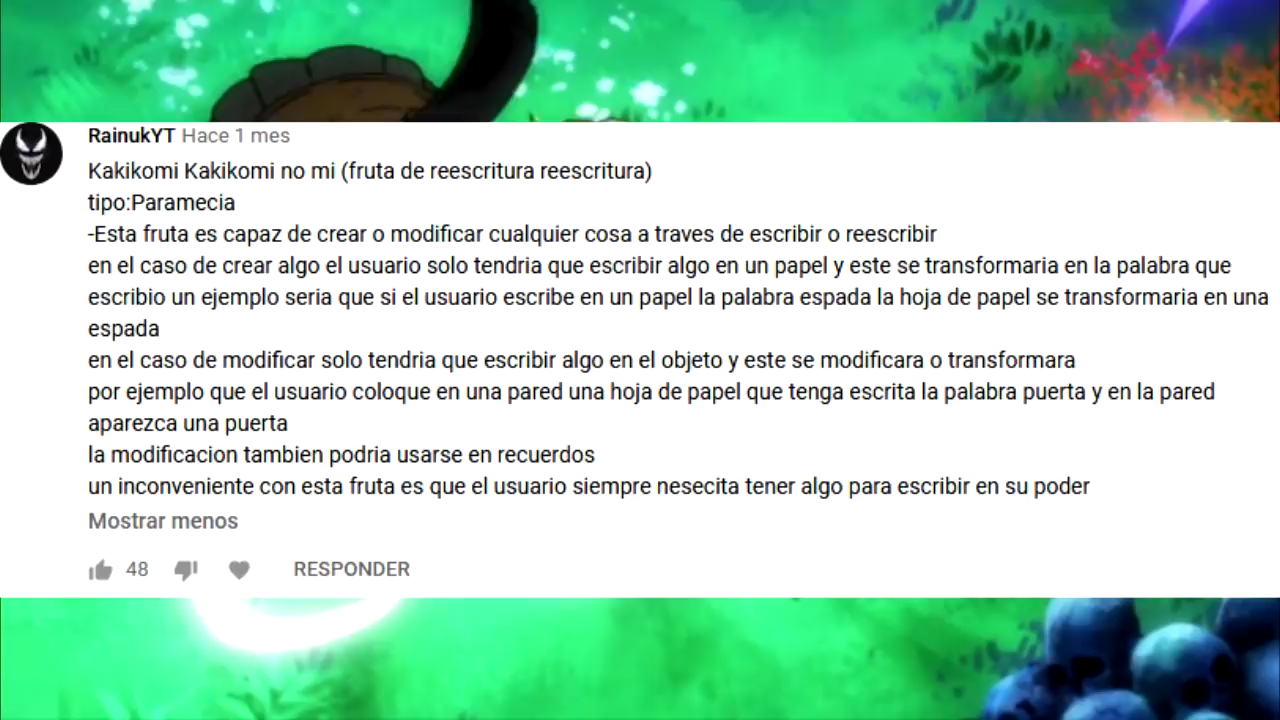 RainukYT Hace 1 mes
Kakikomi Kakikomi no mi (fruta de reescritura reescritura)
tipo:Paramecia
-Esta fruta es capaz de crear o modificar cualquier cosa a traves de escribir o reescribir
en el caso de crear algo el usuario solo tendria que escribir algo en un papel y este se transformaria en la palabra que
escribio un ejemplo seria que si el usuario escribe en un papel la palabra espada la hoja de papel se transformaria en una
espada
en el caso de modificar solo tendria que escribir algo en el objeto y este se modificara o transformara
por ejemplo que el usuario coloque en una pared una hoja de papel que tenga escrita la palabra puerta y en la pared
aparezca una puerta
la modificacion tambien podria usarse en recuerdos
un inconveniente con esta fruta es que el usuario siempre nesecita tener algo para escribir en su poder
Mostrar menos
48 RESPONDER